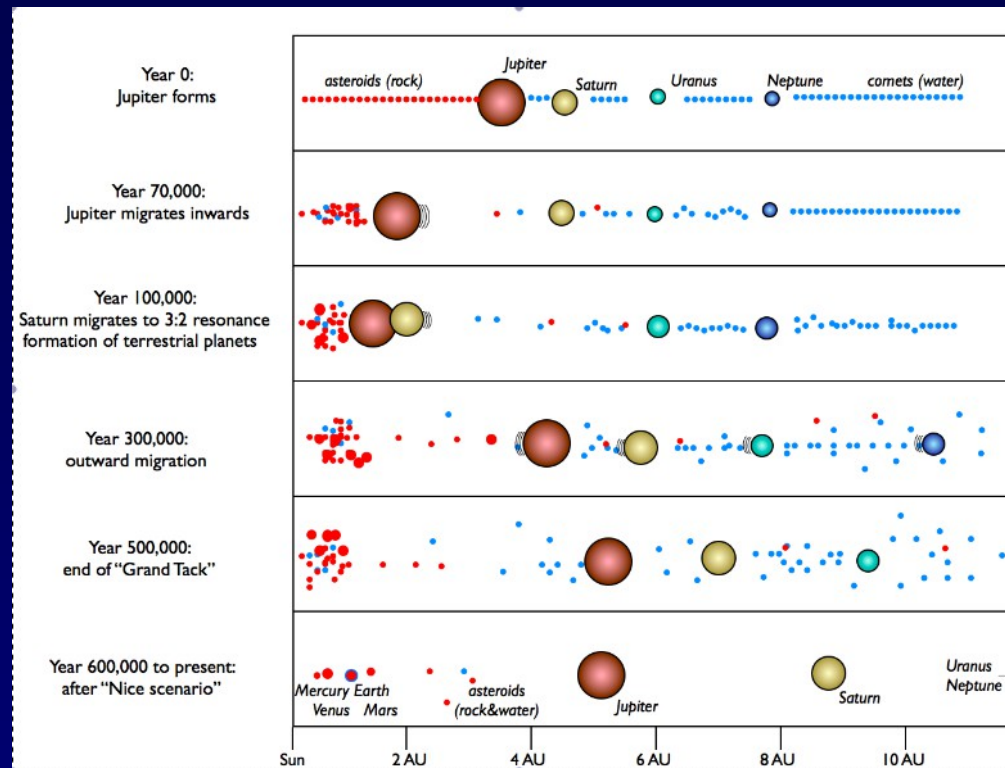 Year 0:
Jupiter forms
asteroids (rock)
Jupiter
Saturn
Uranus
Neptune
comets (water)
Year 70,000:
Jupiter migrates inwards
Year 100,000:
Saturn migrates to 3:2 resonance
formation of terrestrial planets
Year 300,000:
outward migration
Year 500,000:
end of “Grand Tack”
Year 600,000 to present:
after “Nice scenario”
Mercury Earth
Venus Mars
asteroids
(rock&water)
Jupiter
Saturn
Uranus
Neptune
Sun 2 AU 4 AU 6 AU 8 AU 10 AU